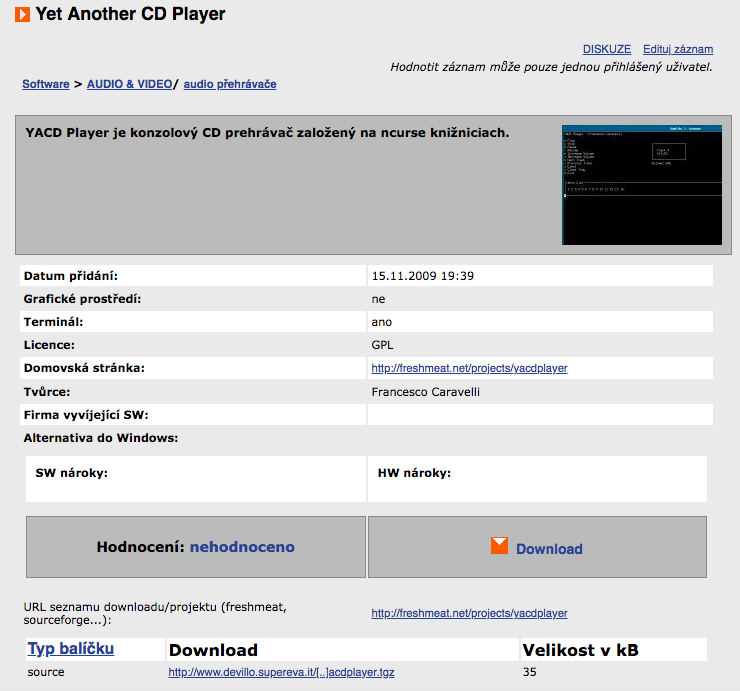 Yet Another CD Player
DISKUZE Edituj záznam
Hodnotit záznam může pouze jednou přihlášený uživatel.
Software > AUDIO & VIDEO/ audio přehrávače
YACD Player je konzolový CD prehrávač založený na ncurse knižniciach.
Datum přidání: 15.11.2009 19:39
Grafické prostředí: ne
Terminál: ano
Licence: GPL
Domovská stránka: http://freshmeat.net/projects/yacdplayer
Tvůrce: Francesco Caravelli
Firma vyvíjející SW:
Alternativa do Windows:
SW nároky: HW nároky:
Hodnocení: nehodnoceno Download
URL seznamu downloadu/projektu (freshmeat,
sourceforge...): http://freshmeat.net/projects/yacdplayer
Typ balíčku Download Velikost v kB
source http://www.devillo.supereva.it/[..]acdplayer.tgz 35